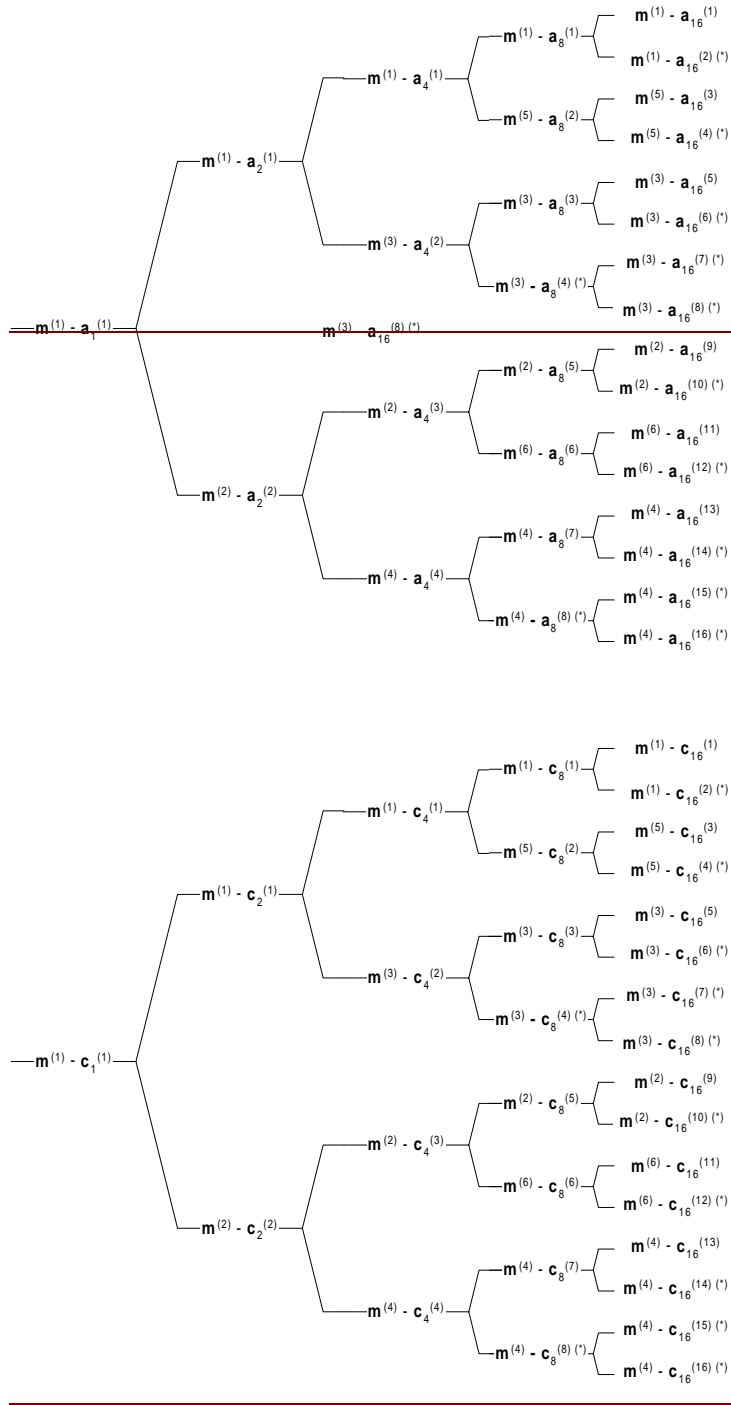 m(1) - a16(1)
m(1) - a8(1)
m(1) - a16(2) (*)
m(1) - a4(1)
m(5) - a16(3)
m(5) - a8(2)
m(5) - a16(4) (*)
m(1) - a2(1)
m(3) - a16(5)
m(3) - a8(3)
m(3) - a16(6) (*)
m(3) - a4(2)
m(3) - a16(7) (*)
m(3) - a8(4) (*)
m(3) - a16(8) (*)
m(1) - a1(1)
m(3) - a16(8) (*)
m(2) - a16(9)
m(2) - a8(5)
m(2) - a16(10) (*)
m(2) - a4(3)
m(6) - a16(11)
m(6) - a8(6)
m(6) - a16(12) (*)
m(2) - a2(2)
m(4) - a16(13)
m(4) - a8(7)
m(4) - a16(14) (*)
m(4) - a4(4)
m(4) - a16(15) (*)
m(4) - a8(8) (*)
m(4) - a16(16) (*)
m(1) - c16(1)
m(1) - c8(1)
m(1) - c16(2) (*)
m(1) - c4(1)
m(5) - c16(3)
m(5) - c8(2)
m(5) - c16(4) (*)
m(1) - c2(1)
m(3) - c16(5)
m(3) - c8(3)
m(3) - c16(6) (*)
m(3) - c4(2)
m(3) - c16(7) (*)
m(3) - c8(4) (*)
m(3) - c16(8) (*)
m(1) - c1(1)
m(2) - c16(9)
m(2) - c8(5)
m(2) - c16(10) (*)
m(2) - c4(3)
m(6) - c16(11)
m(6) - c8(6)
m(6) - c16(12) (*)
m(2) - c2(2)
m(4) - c16(13)
m(4) - c8(7)
m(4) - c16(14) (*)
m(4) - c4(4)
m(4) - c16(15) (*)
m(4) - c8(8) (*)
m(4) - c16(16) (*)